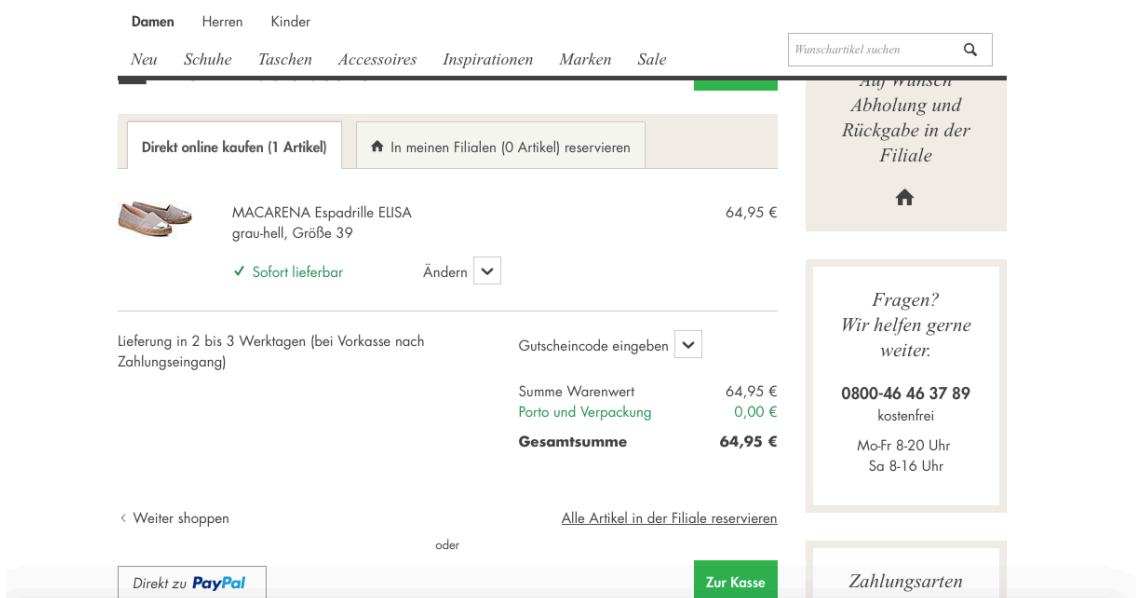 Damen Herren Kinder
Neu Schuhe Taschen Accessoires Inspirationen Marken Sale
Wunschartikel suchen
Auf Wunsch
Abholung und
Rückgabe in der
Filiale
Direkt online kaufen (1 Artikel)
In meinen Filialen (0 Artikel) reservieren
MACARENA Espadrille ELISA
64,95 €
grau-hell, Größe 39
Sofort lieferbar
Ändern
Lieferung in 2 bis 3 Werktagen (bei Vorkasse nach
Zahlungseingang)
Gutscheincode eingeben
Summe Warenwert 64,95 €
Porto und Verpackung 0,00 €
Gesamtsumme 64,95 €
Fragen?
Wir helfen gerne
weiter.
0800-46 46 37 89
kostenfrei
Mo-Fr 8-20 Uhr
Sa 8-16 Uhr
Weiter shoppen
Alle Artikel in der Filiale reservieren
oder
Direkt zu PayPal
Zur Kasse
Zahlungsarten